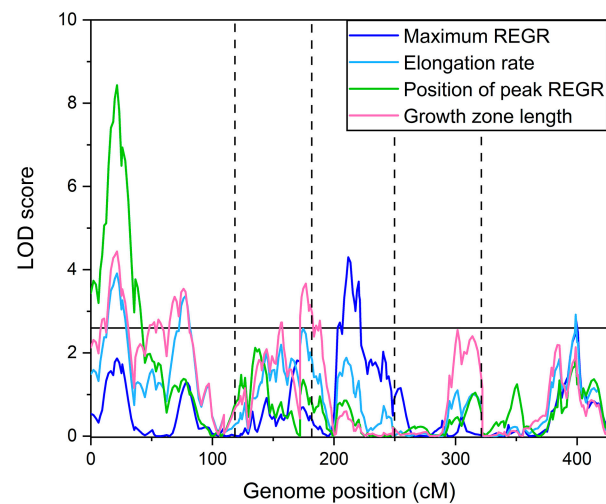 10
8
6
4
2
0
LOD score
Maximum REGR
Elongation rate
Position of peak REGR
Growth zone length
0 100 200 300 400
Genome position (cM)